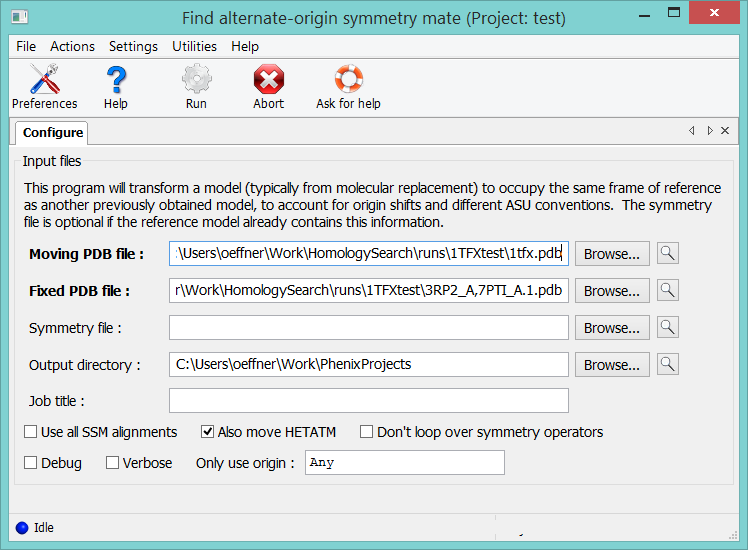 Find alternate-origin symmetry mate (Project: test)
File Actions Settings Utilities Help
Preferences Help Run Abort Ask for help
Configure
Input files
This program will transform a model (typically from molecular replacement) to occupy the same frame of reference
as another previously obtained model, to account for origin shifts and different ASU conventions. The symmetry
file is optional if the reference model already contains this information.
Moving PDB file : :\Users\oeffner\Work\HomologySearch\runs\1TFXtest\1tfx.pdb Browse...
Fixed PDB file : r\Work\HomologySearch\runs\1TFXtest\3RP2_A,7PTI_A.1.pdb Browse...
Symmetry file : Browse...
Output directory : C:\Users\oeffner\Work\PhenixProjects Browse...
Job title :
Use all SSM alignments Also move HETATM Don't loop over symmetry operators
Debug Verbose Only use origin : Any
Idle